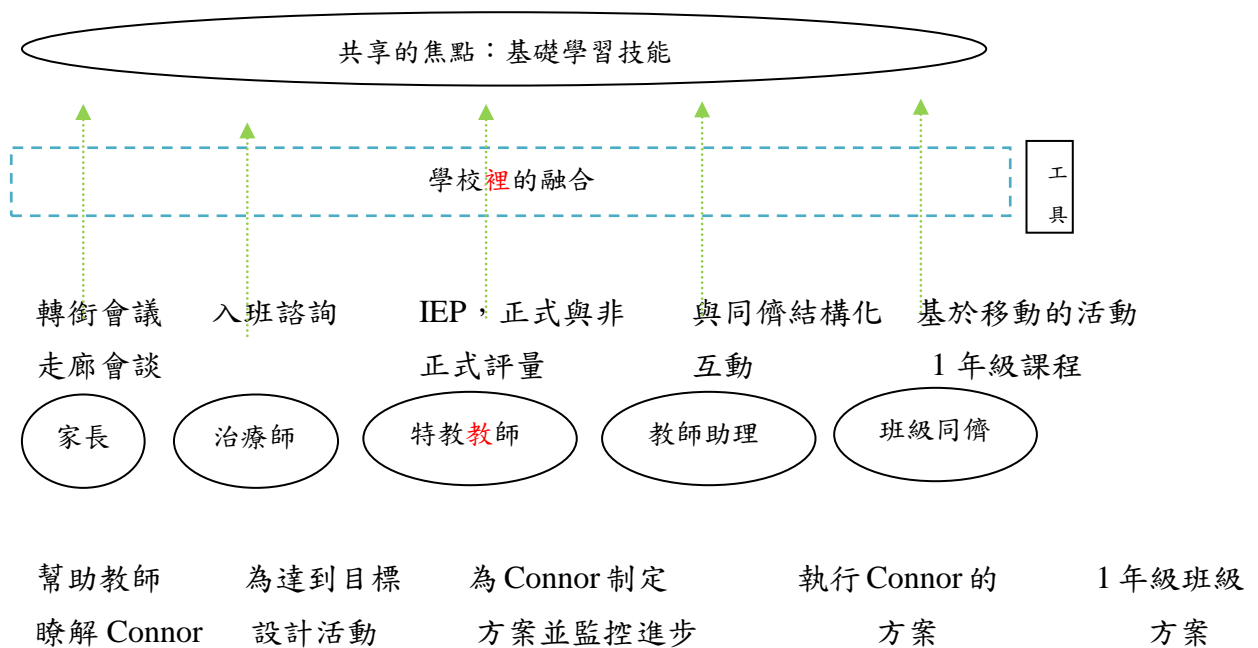 共享的焦點：基礎學習技能
學校裡的融合
工
具
轉銜會議 入班諮詢 IEP，正式與非 與同儕結構化 基於移動的活動
走廊會談 正式評量 互動 1 年級課程
家長 治療師 特教教師 教師助理 班級同儕
幫助教師 為達到目標 為 Connor 制定 執行 Connor 的 1 年級班級
瞭解 Connor 設計活動 方案並監控進步 方案 方案